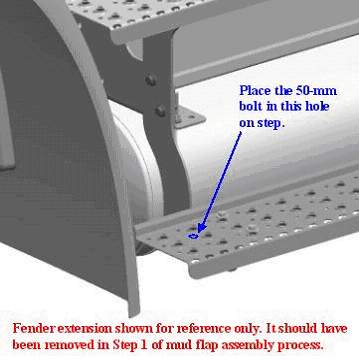 Place the 50-mm
bolt in this hole
on step.
Fender extension shown for reference only. It should have
been removed in Step 1 of mud flap assembly process.